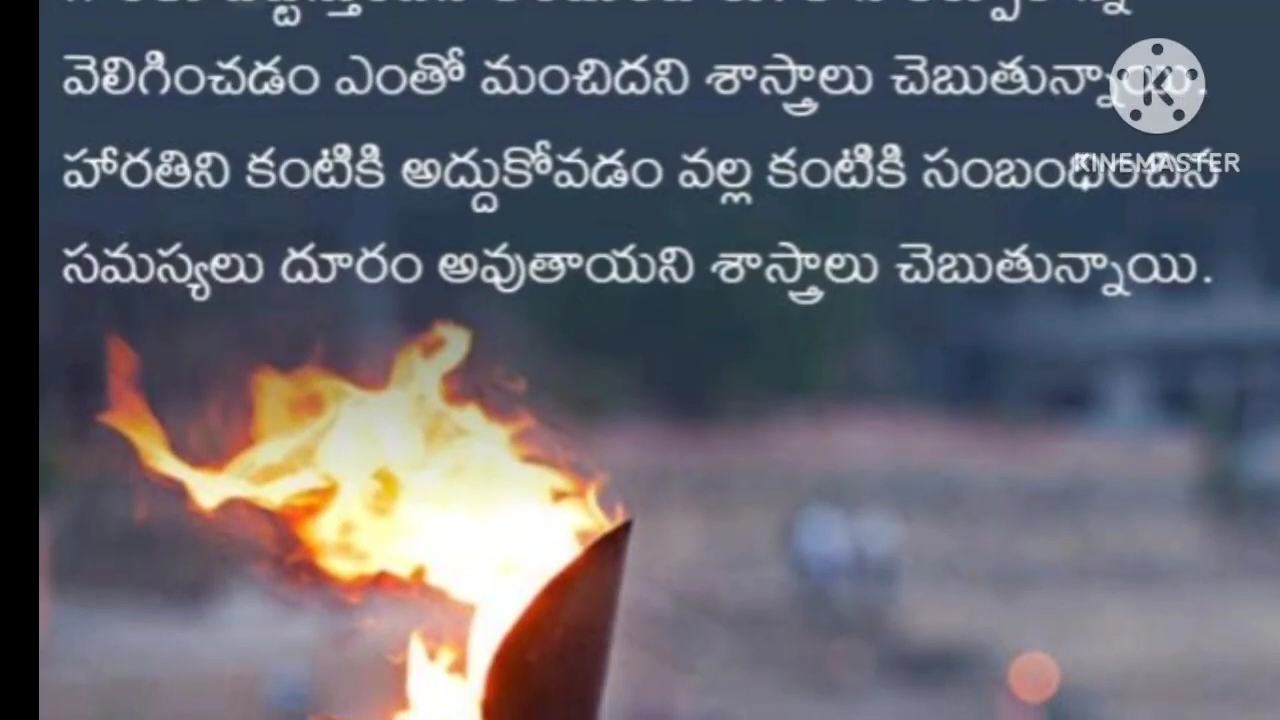 వెలిగించడం ఎంతో మంచిదని శాస్త్రాలు చెబుతున్నాయి.
హారతిని కంటికి అద్దుకోవడం వల్ల కంటికి సంబంధించిన
KINEMASTER
సమస్యలు దూరం అవుతాయని శాస్త్రాలు చెబుతున్నాయి.